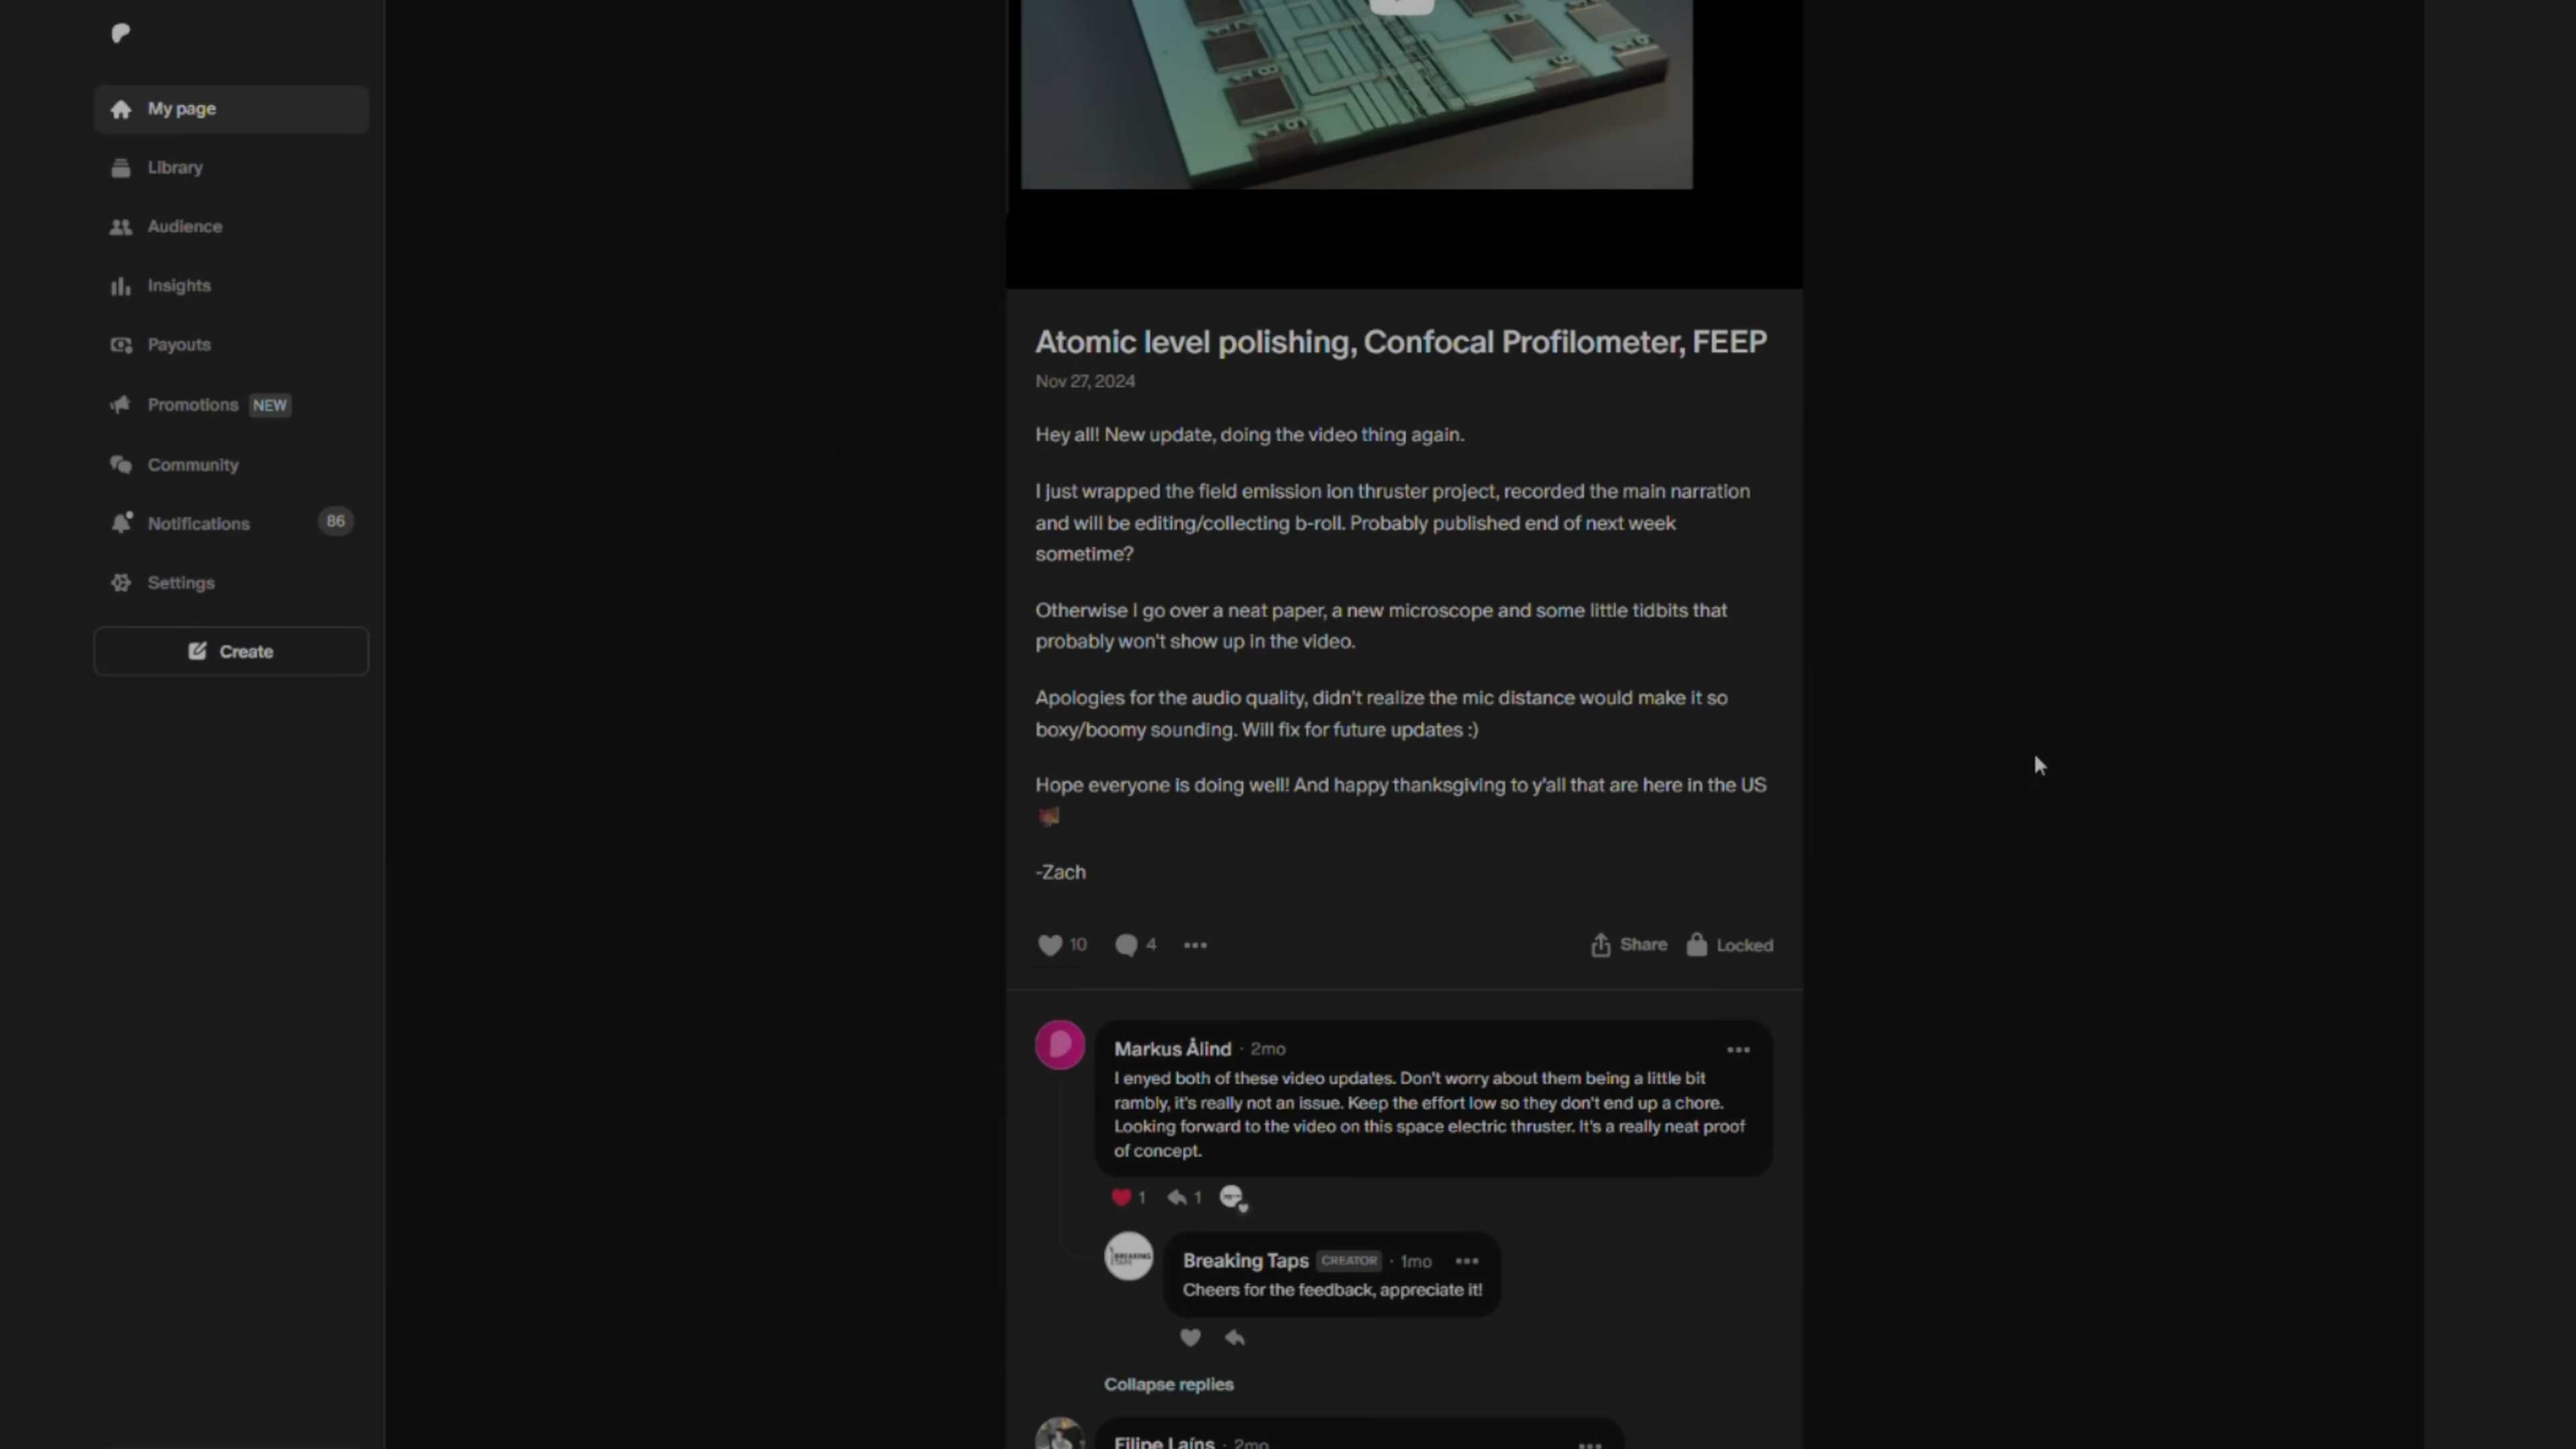 My page
Library
Audience
Insights
Payouts
Promotions NEW
Community
Notifications 86
Settings
Create
Atomic level polishing, Confocal Profilometer, FEEP
Nov 27, 2024
Hey all! New update, doing the video thing again.
I just wrapped the field emission ion thruster project, recorded the main narration
and will be editing/collecting b-roll. Probably published end of next week
sometime?
Otherwise I go over a neat paper, a new microscope and some little tidbits that
probably won't show up in the video.
Apologies for the audio quality, didn't realize the mic distance would make it so
boxy/boomy sounding. Will fix for future updates :)
Hope everyone is doing well! And happy thanksgiving to y'all that are here in the US
-Zach
10 4 Share Locked
Markus Ålind · 2mo
I enyed both of these video updates. Don't worry about them being a little bit
rambly, it's really not an issue. Keep the effort low so they don't end up a chore.
Looking forward to the video on this space electric thruster. It's a really neat proof
of concept.
1 1
BREAKING TAPS
Breaking Taps CREATOR · 1mo
Cheers for the feedback, appreciate it!
Collapse replies
Filipe Laíns · 2mo